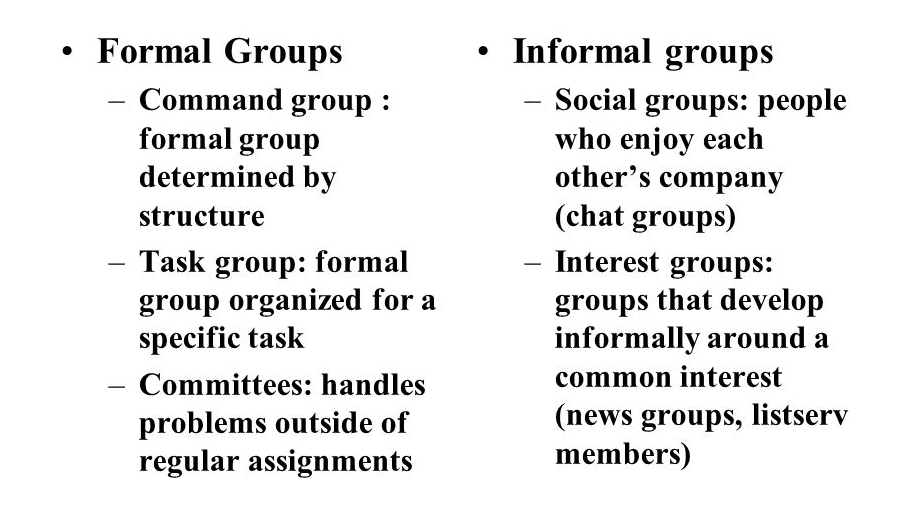 • Formal Groups
– Command group :
formal group
determined by
structure
– Task group: formal
group organized for a
specific task
– Committees: handles
problems outside of
regular assignments
• Informal groups
– Social groups: people
who enjoy each
other’s company
(chat groups)
– Interest groups:
groups that develop
informally around a
common interest
(news groups, listserv
members)